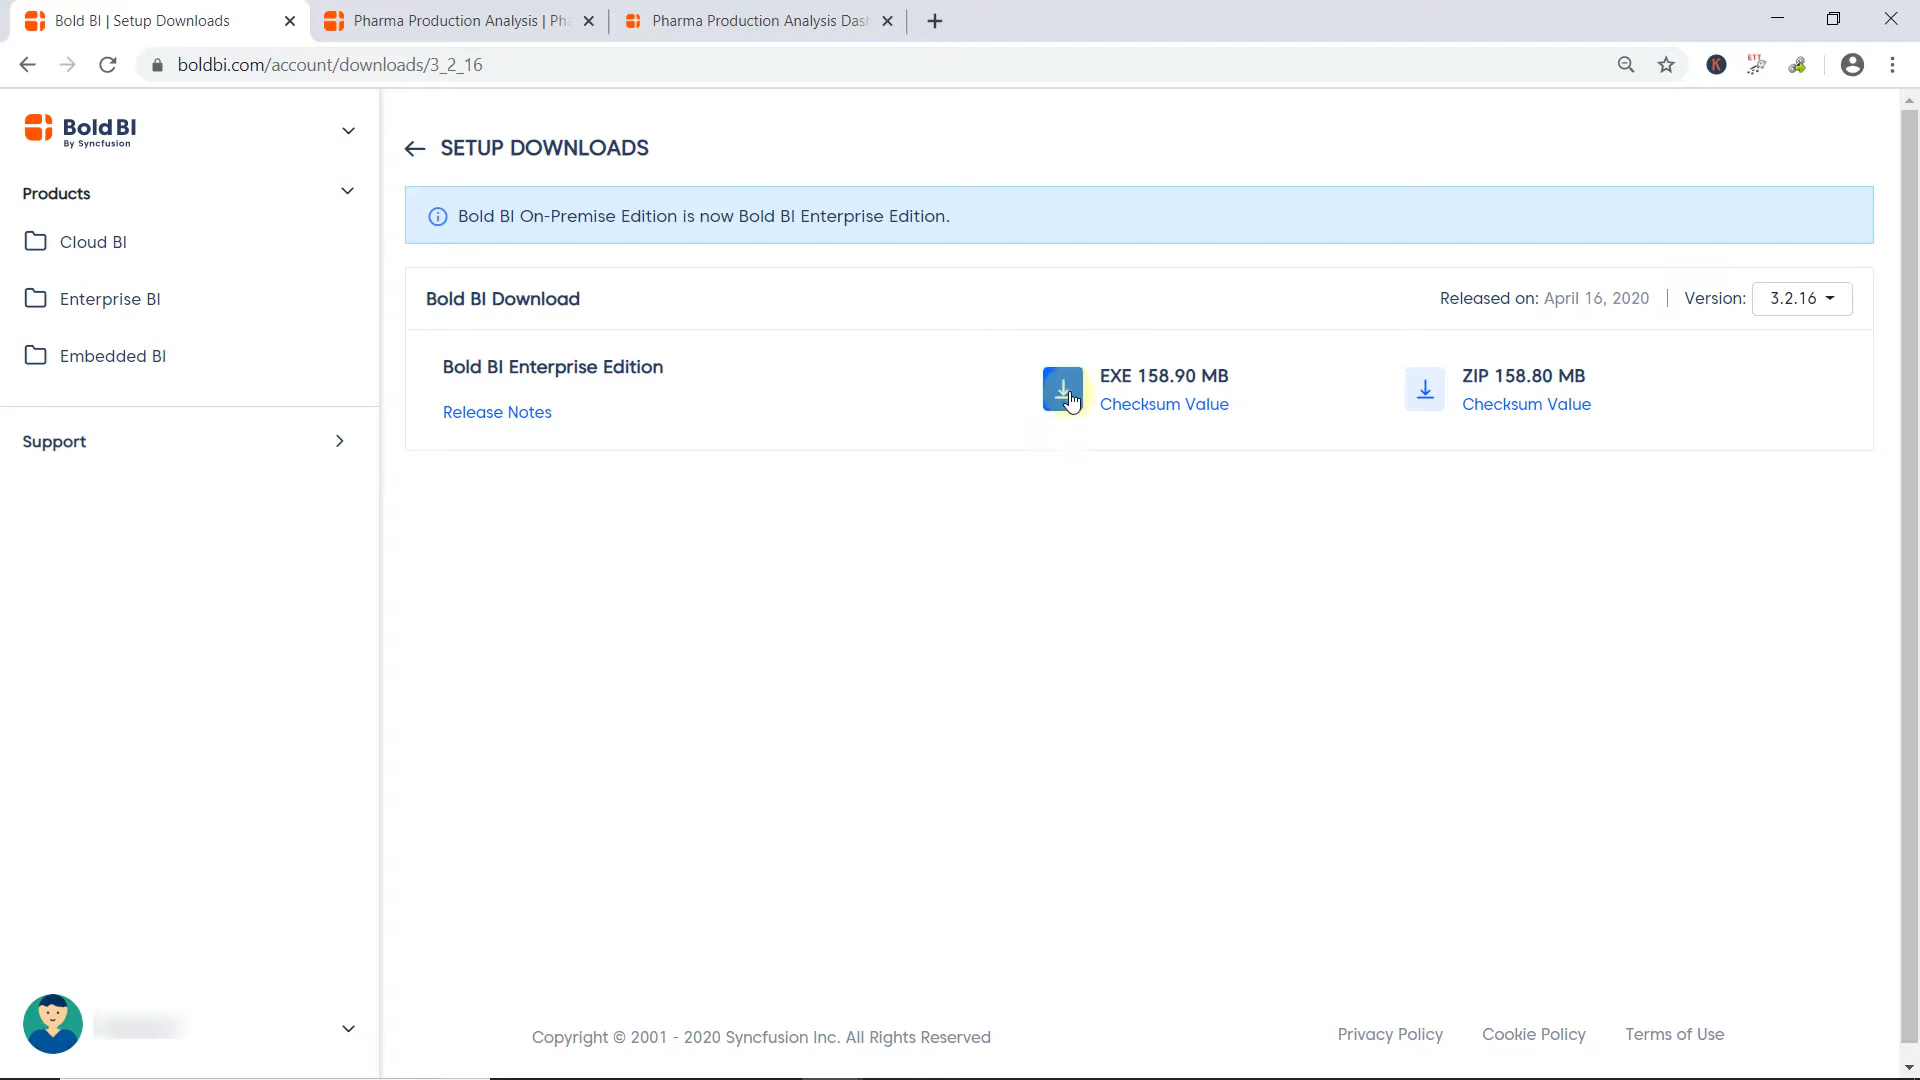 Bold BI | Setup Downloads
Pharma Production Analysis | Pha
Pharma Production Analysis Das
boldbi.com/account/downloads/3_2_16
K
ETT
Bold BI
By Syncfusion
SETUP DOWNLOADS
Products
Bold BI On-Premise Edition is now Bold BI Enterprise Edition.
Cloud BI
Enterprise BI
Bold BI Download
Released on: April 16, 2020 | Version: 3.2.16
Embedded BI
Bold BI Enterprise Edition
EXE 158.90 MB
ZIP 158.80 MB
Release Notes
Checksum Value
Checksum Value
Support
Copyright © 2001 - 2020 Syncfusion Inc. All Rights Reserved
Privacy Policy
Cookie Policy
Terms of Use